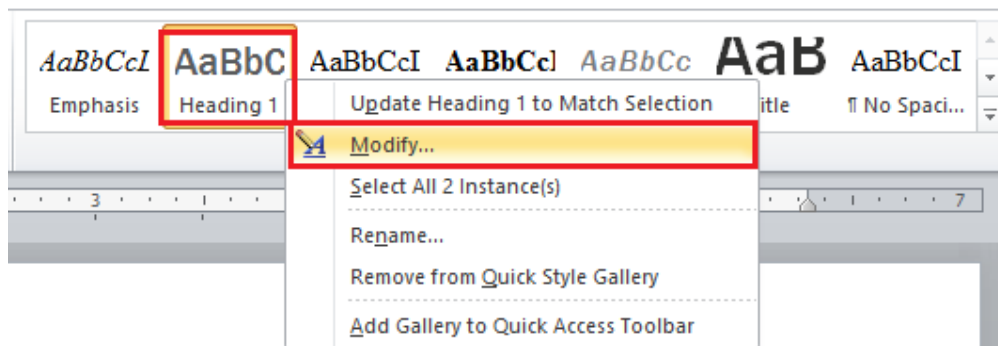 AaBbCcI AaBbC AaBbCcI AaBbCcl AaBbCc AaB AaBbCcI
Emphasis Heading 1 itle ¶ No Spaci...
Update Heading 1 to Match Selection
Modify...
Select All 2 Instance(s)
3 7
Rename...
Remove from Quick Style Gallery
Add Gallery to Quick Access Toolbar